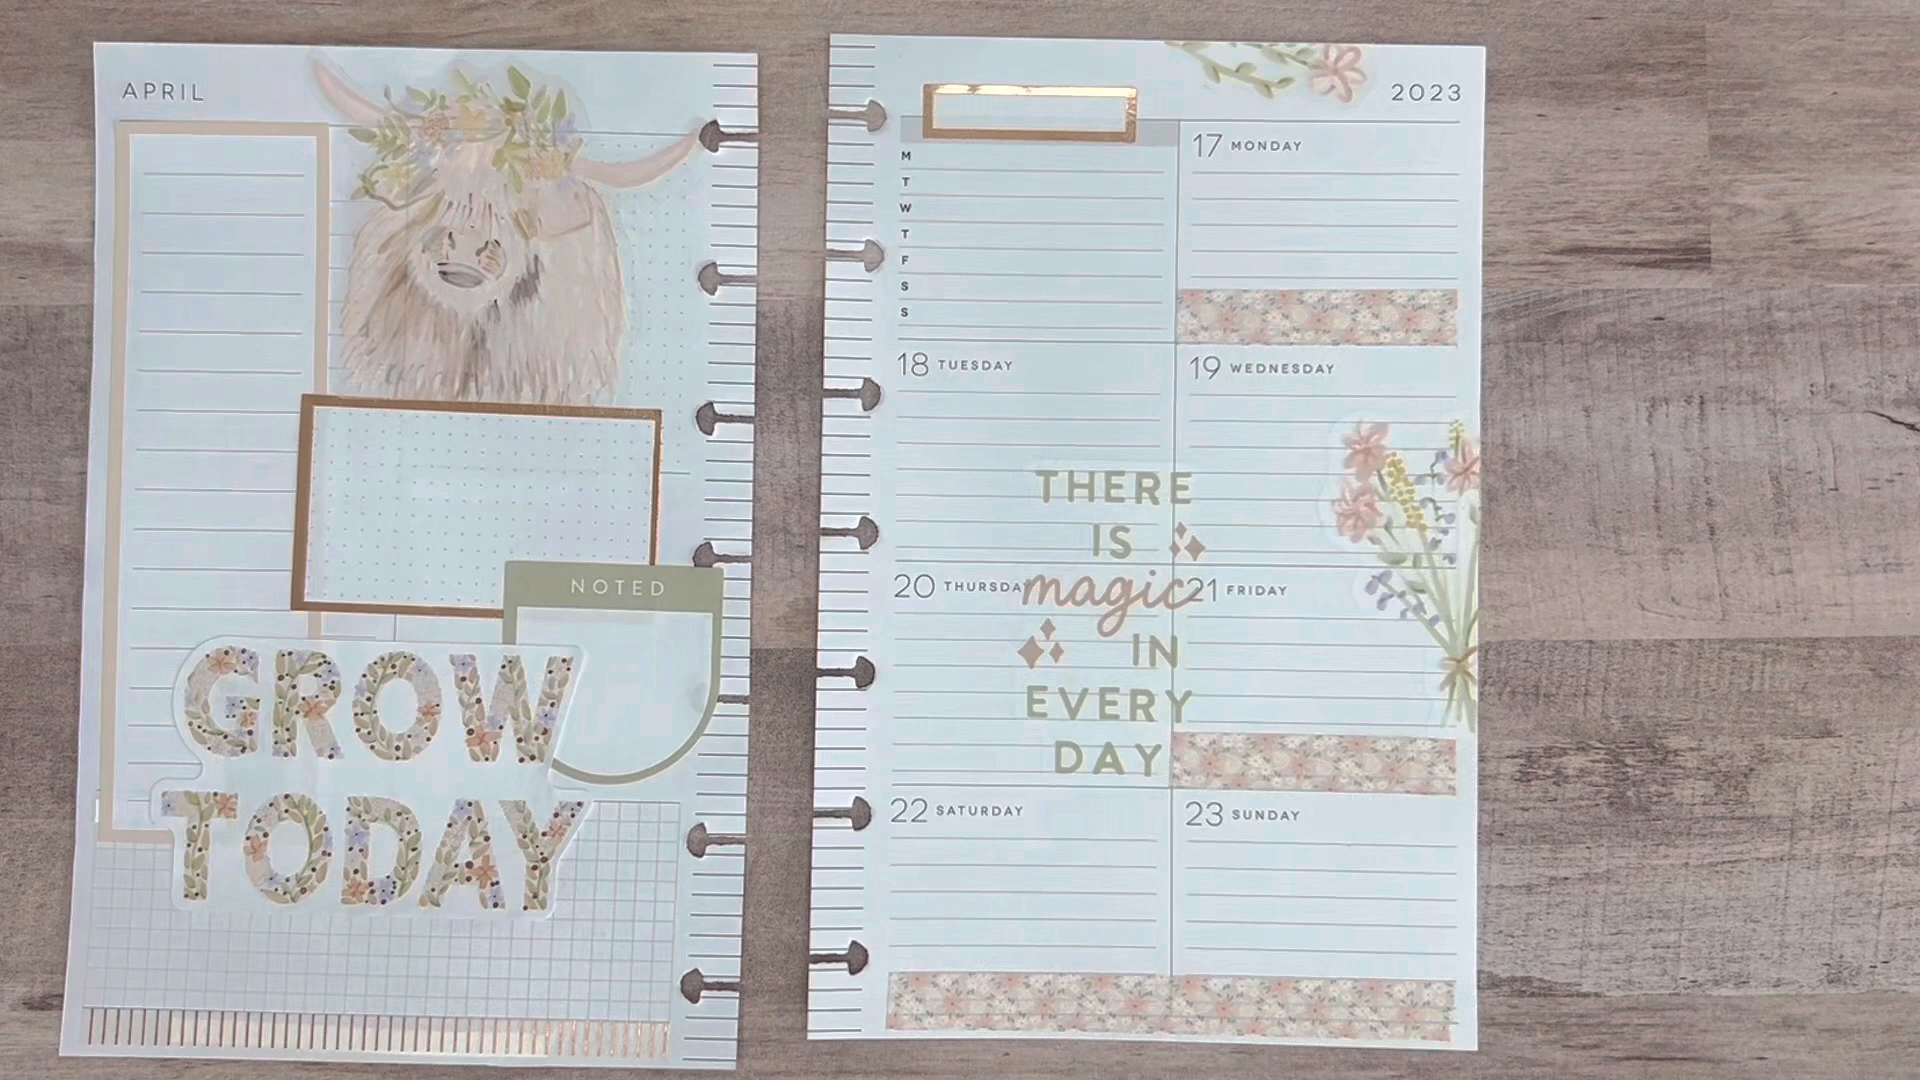 APRIL
NOTED
GROW
TODAY
2023
M
T
W
T
F
S
S
17 MONDAY
18 TUESDAY
19 WEDNESDAY
20 THURSDAY
21 FRIDAY
THERE
IS
magic
IN
EVERY
DAY
22 SATURDAY
23 SUNDAY